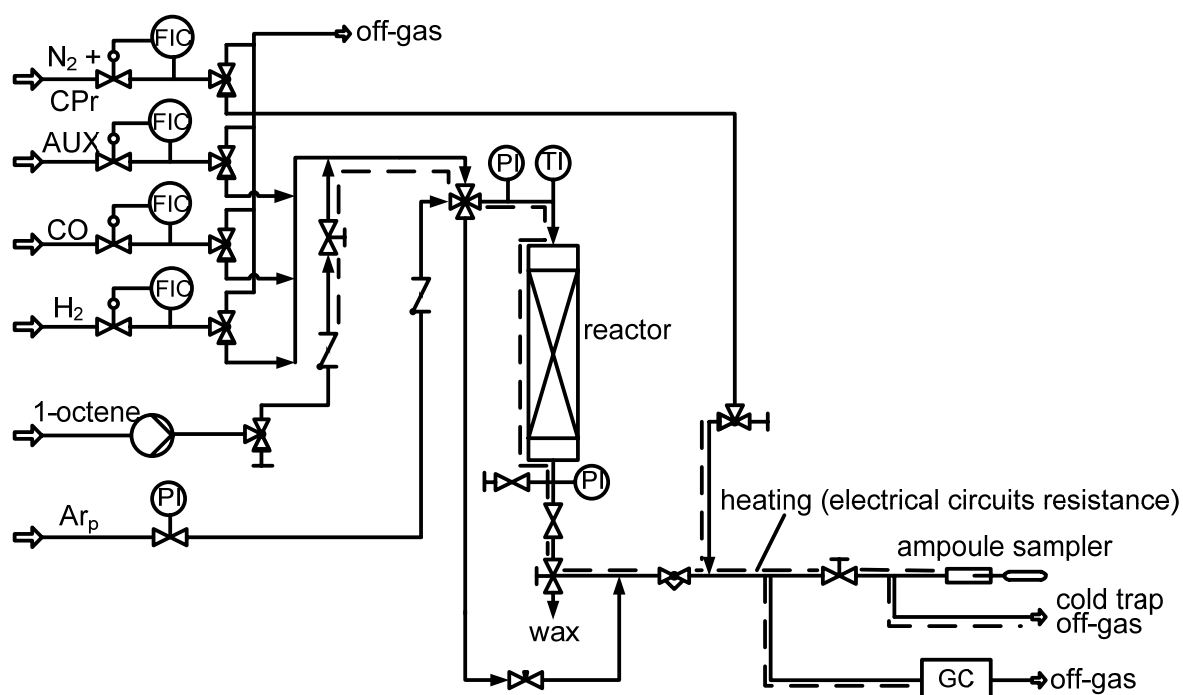 off-gas
FIC
N₂ +
CPr
FIC
AUX
PI
TI
FIC
CO
FIC
H₂
reactor
1-octene
PI
PI
heating (electrical circuits resistance)
Arₚ
ampoule sampler
cold trap
off-gas
wax
GC
off-gas